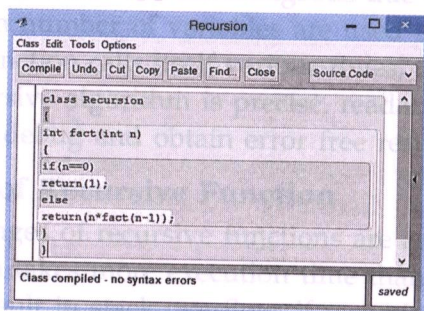 Recursion
Class Edit Tools Options
Compile Undo Cut Copy Paste Find... Close Source Code
class Recursion
{
int fact(int n)
{
if(n==0)
return(1);
else
return(n*fact(n-1));
}
}
Class compiled - no syntax errors
saved